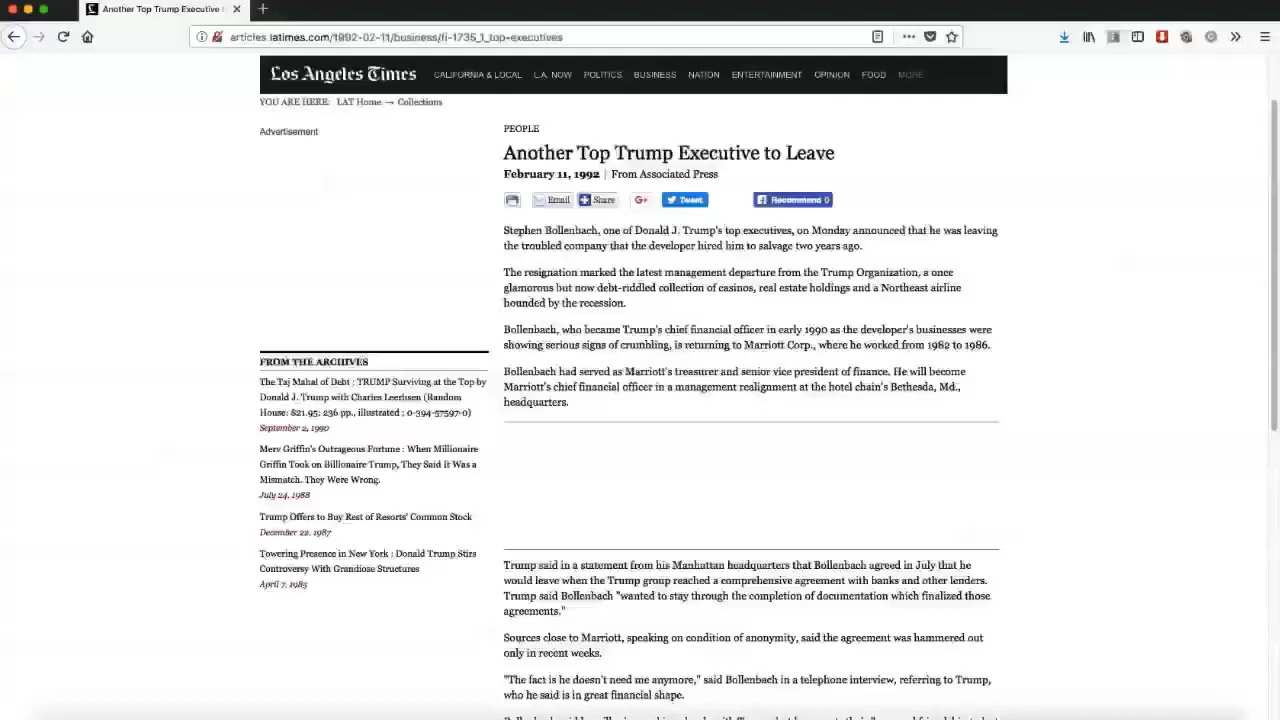 Another Top Trump Executive
articles.latimes.com/1992-02-11/business/fi-1735_1_top-executives
Los Angeles Times
CALIFORNIA & LOCAL L.A. NOW POLITICS BUSINESS NATION ENTERTAINMENT OPINION FOOD MORE
YOU ARE HERE: LAT Home → Collections
Advertisement
FROM THE ARCHIVES
The Taj Mahal of Debt : TRUMP Surviving at the Top by
Donald J. Trump with Charles Leerhsen (Random
House: $21.95; 236 pp., illustrated ; 0-394-57597-0)
September 2, 1990
Merv Griffin's Outrageous Fortune : When Millionaire
Griffin Took on Billionaire Trump, They Said It Was a
Mismatch. They Were Wrong.
July 24, 1988
Trump Offers to Buy Rest of Resorts' Common Stock
December 22, 1987
Towering Presence in New York : Donald Trump Stirs
Controversy With Grandiose Structures
April 7, 1985
PEOPLE
Another Top Trump Executive to Leave
February 11, 1992 | From Associated Press
Email Share G+ Tweet Recommend 0
Stephen Bollenbach, one of Donald J. Trump's top executives, on Monday announced that he was leaving
the troubled company that the developer hired him to salvage two years ago.
The resignation marked the latest management departure from the Trump Organization, a once
glamorous but now debt-riddled collection of casinos, real estate holdings and a Northeast airline
hounded by the recession.
Bollenbach, who became Trump's chief financial officer in early 1990 as the developer's businesses were
showing serious signs of crumbling, is returning to Marriott Corp., where he worked from 1982 to 1986.
Bollenbach had served as Marriott's treasurer and senior vice president of finance. He will become
Marriott's chief financial officer in a management realignment at the hotel chain's Bethesda, Md.,
headquarters.
Trump said in a statement from his Manhattan headquarters that Bollenbach agreed in July that he
would leave when the Trump group reached a comprehensive agreement with banks and other lenders.
Trump said Bollenbach "wanted to stay through the completion of documentation which finalized those
agreements."
Sources close to Marriott, speaking on condition of anonymity, said the agreement was hammered out
only in recent weeks.
"The fact is he doesn't need me anymore," said Bollenbach in a telephone interview, referring to Trump,
who he said is in great financial shape.